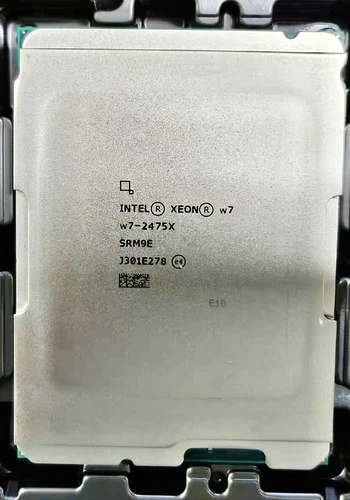 INTEL® XEON® w7
w7-2475X
SRM9E
J301E278 e4
E10